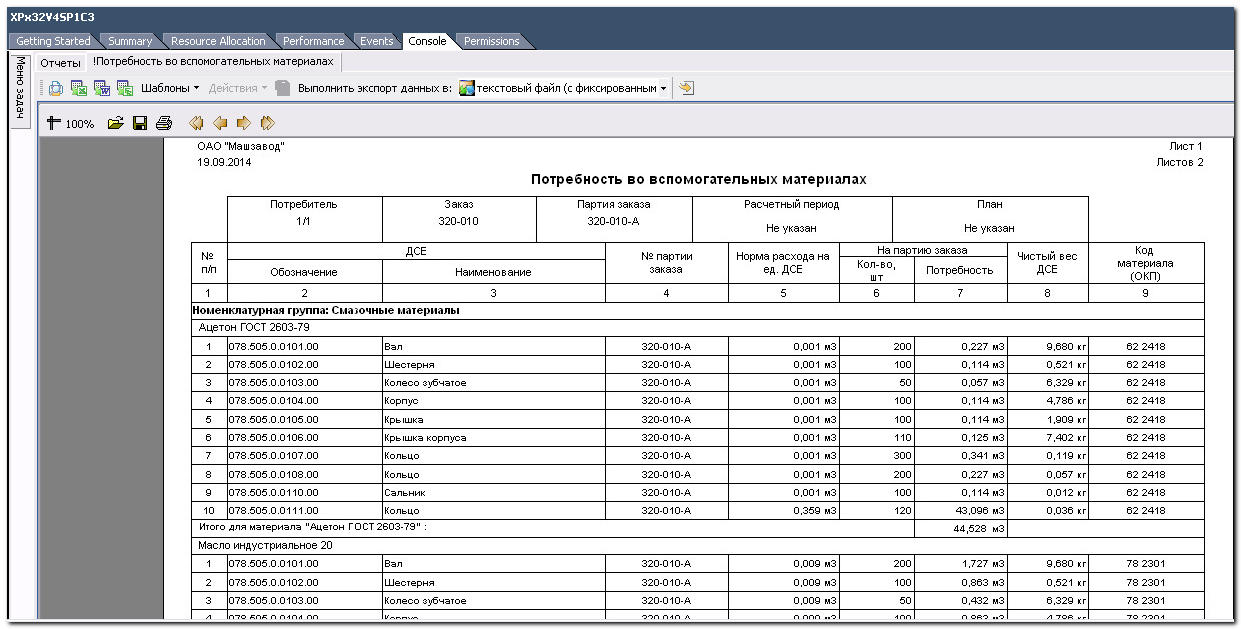 XPx32V4SP1C3
Getting Started Summary Resource Allocation Performance Events Console Permissions
Меню задач
Отчеты !Потребность во вспомогательных материалах
Шаблоны Действия Выполнить экспорт данных в: текстовый файл (с фиксированным
100%
ОАО "Машзавод" Лист 1
19.09.2014 Листов 2
Потребность во вспомогательных материалах
Потребитель Заказ Партия заказа Расчетный период План
1/1 320-010 320-010-А Не указан Не указан
№ п/п ДСЕ № партии заказа Норма расхода на ед. ДСЕ На партию заказа Чистый вес ДСЕ Код материала (ОКП)
Обозначение Наименование Кол-во, шт Потребность
1 2 3 4 5 6 7 8 9
Номенклатурная группа: Смазочные материалы
Ацетон ГОСТ 2603-79
1 078.505.0.0101.00 Вал 320-010-А 0,001 м3 200 0,227 м3 9,680 кг 62 2418
2 078.505.0.0102.00 Шестерня 320-010-А 0,001 м3 100 0,114 м3 0,521 кг 62 2418
3 078.505.0.0103.00 Колесо зубчатое 320-010-А 0,001 м3 50 0,057 м3 6,329 кг 62 2418
4 078.505.0.0104.00 Корпус 320-010-А 0,001 м3 100 0,114 м3 4,786 кг 62 2418
5 078.505.0.0105.00 Крышка 320-010-А 0,001 м3 100 0,114 м3 1,909 кг 62 2418
6 078.505.0.0106.00 Крышка корпуса 320-010-А 0,001 м3 110 0,125 м3 7,402 кг 62 2418
7 078.505.0.0107.00 Кольцо 320-010-А 0,001 м3 300 0,341 м3 0,119 кг 62 2418
8 078.505.0.0108.00 Кольцо 320-010-А 0,001 м3 200 0,227 м3 0,057 кг 62 2418
9 078.505.0.0110.00 Сальник 320-010-А 0,001 м3 100 0,114 м3 0,012 кг 62 2418
10 078.505.0.0111.00 Кольцо 320-010-А 0,359 м3 120 43,096 м3 0,036 кг 62 2418
Итого для материала "Ацетон ГОСТ 2603-79" : 44,528 м3
Масло индустриальное 20
1 078.505.0.0101.00 Вал 320-010-А 0,009 м3 200 1,727 м3 9,680 кг 78 2301
2 078.505.0.0102.00 Шестерня 320-010-А 0,009 м3 100 0,863 м3 0,521 кг 78 2301
3 078.505.0.0103.00 Колесо зубчатое 320-010-А 0,009 м3 50 0,432 м3 6,329 кг 78 2301